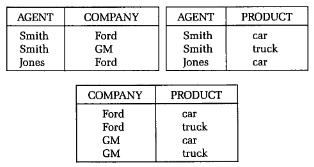 AGENT COMPANY
Smith Ford
Smith GM
Jones Ford
AGENT PRODUCT
Smith car
Smith truck
Jones car
COMPANY PRODUCT
Ford car
Ford truck
GM car
GM truck